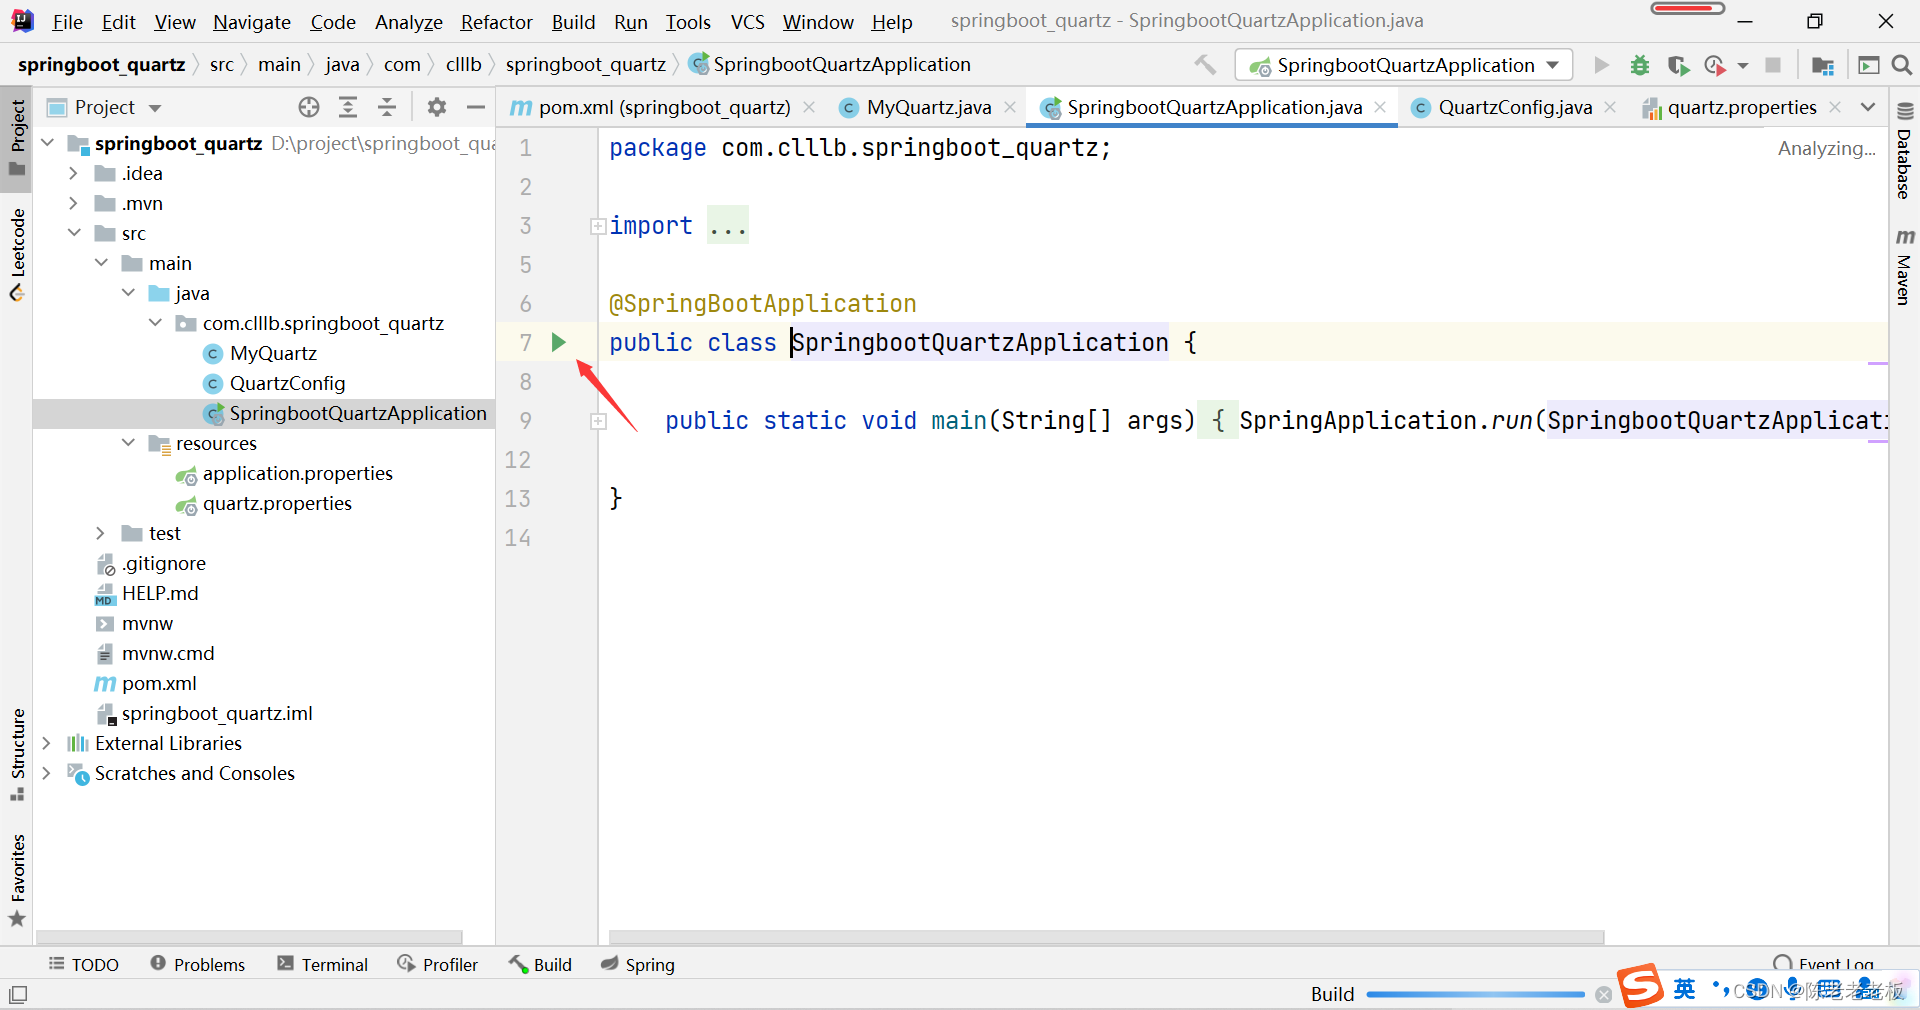 File Edit View Navigate Code Analyze Refactor Build Run Tools VCS Window Help springboot_quartz - SpringbootQuartzApplication.java
springboot_quartz src main java com clllb springboot_quartz SpringbootQuartzApplication
SpringbootQuartzApplication
Project
pom.xml (springboot_quartz) MyQuartz.java SpringbootQuartzApplication.java QuartzConfig.java quartz.properties
Project
Leetcode
Structure
Favorites
springboot_quartz D:\project\springboot_qua
.idea
.mvn
src
main
java
com.clllb.springboot_quartz
MyQuartz
QuartzConfig
SpringbootQuartzApplication
resources
application.properties
quartz.properties
test
.gitignore
HELP.md
mvnw
mvnw.cmd
pom.xml
springboot_quartz.iml
External Libraries
Scratches and Consoles
1 package com.clllb.springboot_quartz;
Analyzing...
2
3 import ...
5
6 @SpringBootApplication
7 public class SpringbootQuartzApplication {
8
9 public static void main(String[] args) { SpringApplication.run(SpringbootQuartzApplicati
12
13 }
14
Database
Maven
TODO Problems Terminal Profiler Build Spring Event Log
Build
英
CSDN @陈老老老板